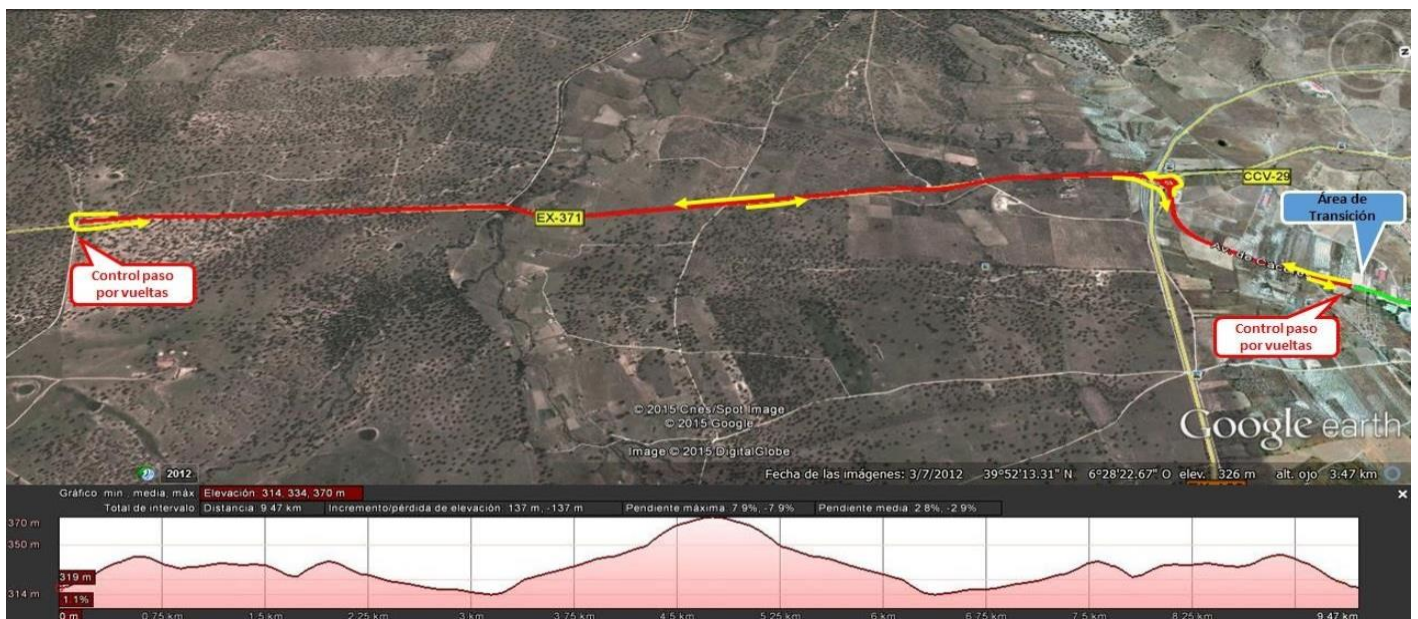 CCV-29
Área de
Transición
EX-371
Control paso
por vueltas
Av. de Cácer
Control paso
por vueltas
© 2015 Cnes/Spot Image
© 2015 Google
Image © 2015 DigitalGlobe
Google earth
2012
Fecha de las imágenes: 3/7/2012 39°52'13.31" N 6°28'22.67" O elev. 326 m alt. ojo 3.47 km
Gráfico min., media, máx Elevación 314, 334, 370 m
Total de intervalo Distancia 9.47 km Incremento/pérdida de elevación: 137 m, -137 m Pendiente máxima 7.9%, -7.9% Pendiente media 2.8%, -2.9%
370 m
350 m
319 m
314 m
1.1%
0 m 0.75 km 1.5 km 2.25 km 3 km 3.75 km 4.5 km 5.25 km 6 km 6.75 km 7.5 km 8.25 km 9.47 km